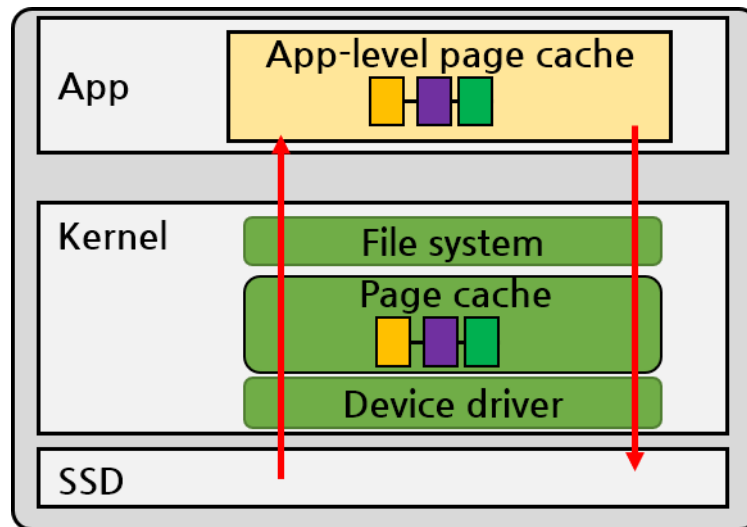 App
App-level page cache
Kernel
File system
Page cache
Device driver
SSD